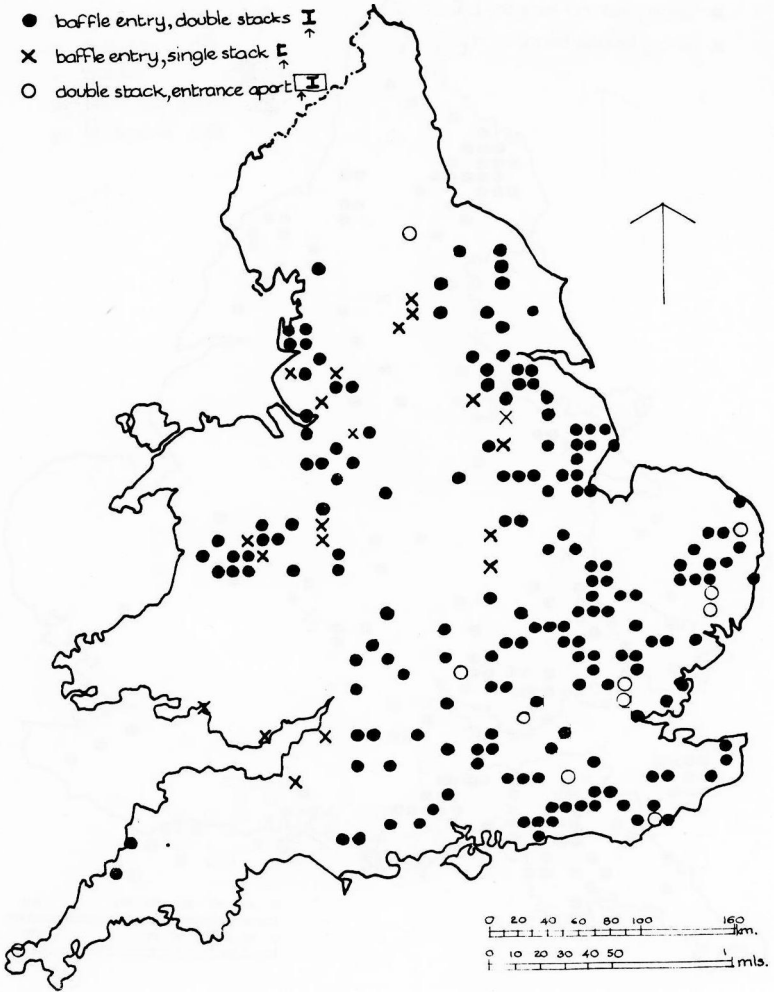 baffle entry, double stacks
baffle entry, single stack
double stack, entrance apart
0 20 40 60 80 100 160
km.
0 10 20 30 40 50 1
mls.